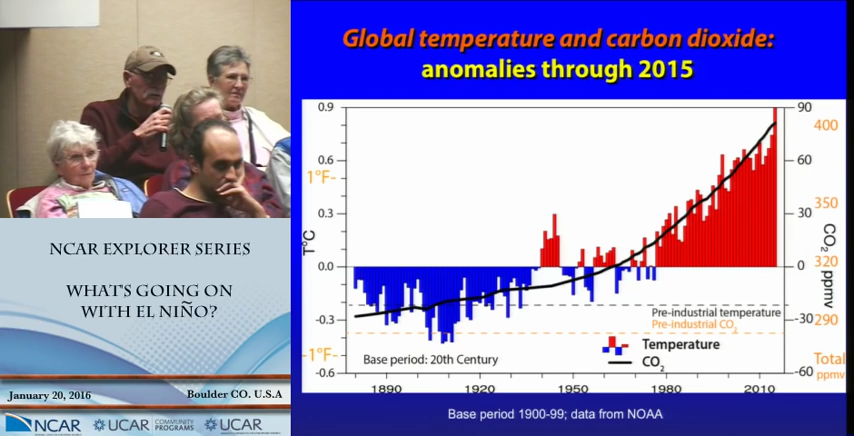 Global temperature and carbon dioxide:
anomalies through 2015
0.9
0.6
1°F-
0.3
T°C
0.0
-0.3
-1°F-
-0.6
90
400
60
350
30
CO2 ppmv
0
320
-30
290
Total
ppmv
-60
Pre-industrial temperature
Pre-industrial CO2
Temperature
CO2
Base period: 20th Century
1890
1920
1950
1980
2010
Base period 1900-99; data from NOAA
NCAR EXPLORER SERIES
WHAT'S GOING ON
WITH EL NIÑO?
January 20, 2016
Boulder CO. U.S.A
NCAR
UCAR
COMMUNITY
PROGRAMS
UCAR